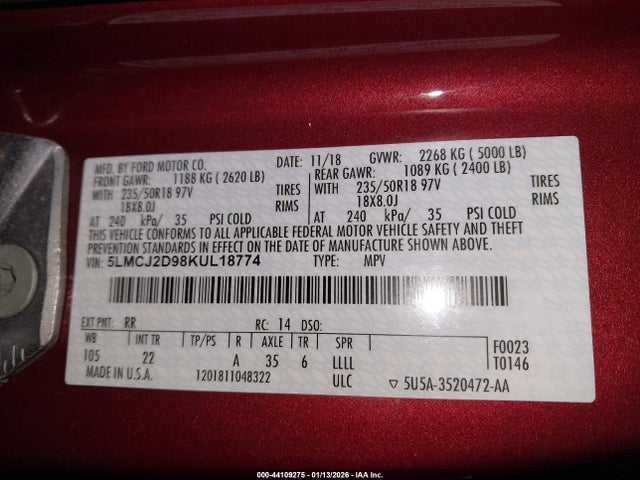 MFD. BY FORD MOTOR CO. DATE: 11/18 GVWR: 2268 KG ( 5000 LB)
FRONT GAWR: 1188 KG ( 2620 LB) REAR GAWR: 1089 KG ( 2400 LB)
WITH 235/50R18 97V TIRES WITH 235/50R18 97V TIRES
18X8.0J RIMS 18X8.0J RIMS
AT 240 kPa/ 35 PSI COLD AT 240 kPa/ 35 PSI COLD
THIS VEHICLE CONFORMS TO ALL APPLICABLE FEDERAL MOTOR VEHICLE SAFETY AND THEFT
PREVENTION STANDARDS IN EFFECT ON THE DATE OF MANUFACTURE SHOWN ABOVE.
VIN: 5LMCJ2D98KUL18774 TYPE: MPV
EXT PNT: RR RC: 14 DSO:
WB INT TR TP/PS R AXLE TR SPR F0023
105 22 A 35 6 LLLL T0146
MADE IN U.S.A. 1201811048322 ULC ▽ 5U5A-3520472-AA
000-44109275 - 01/13/2026 - IAA Inc.